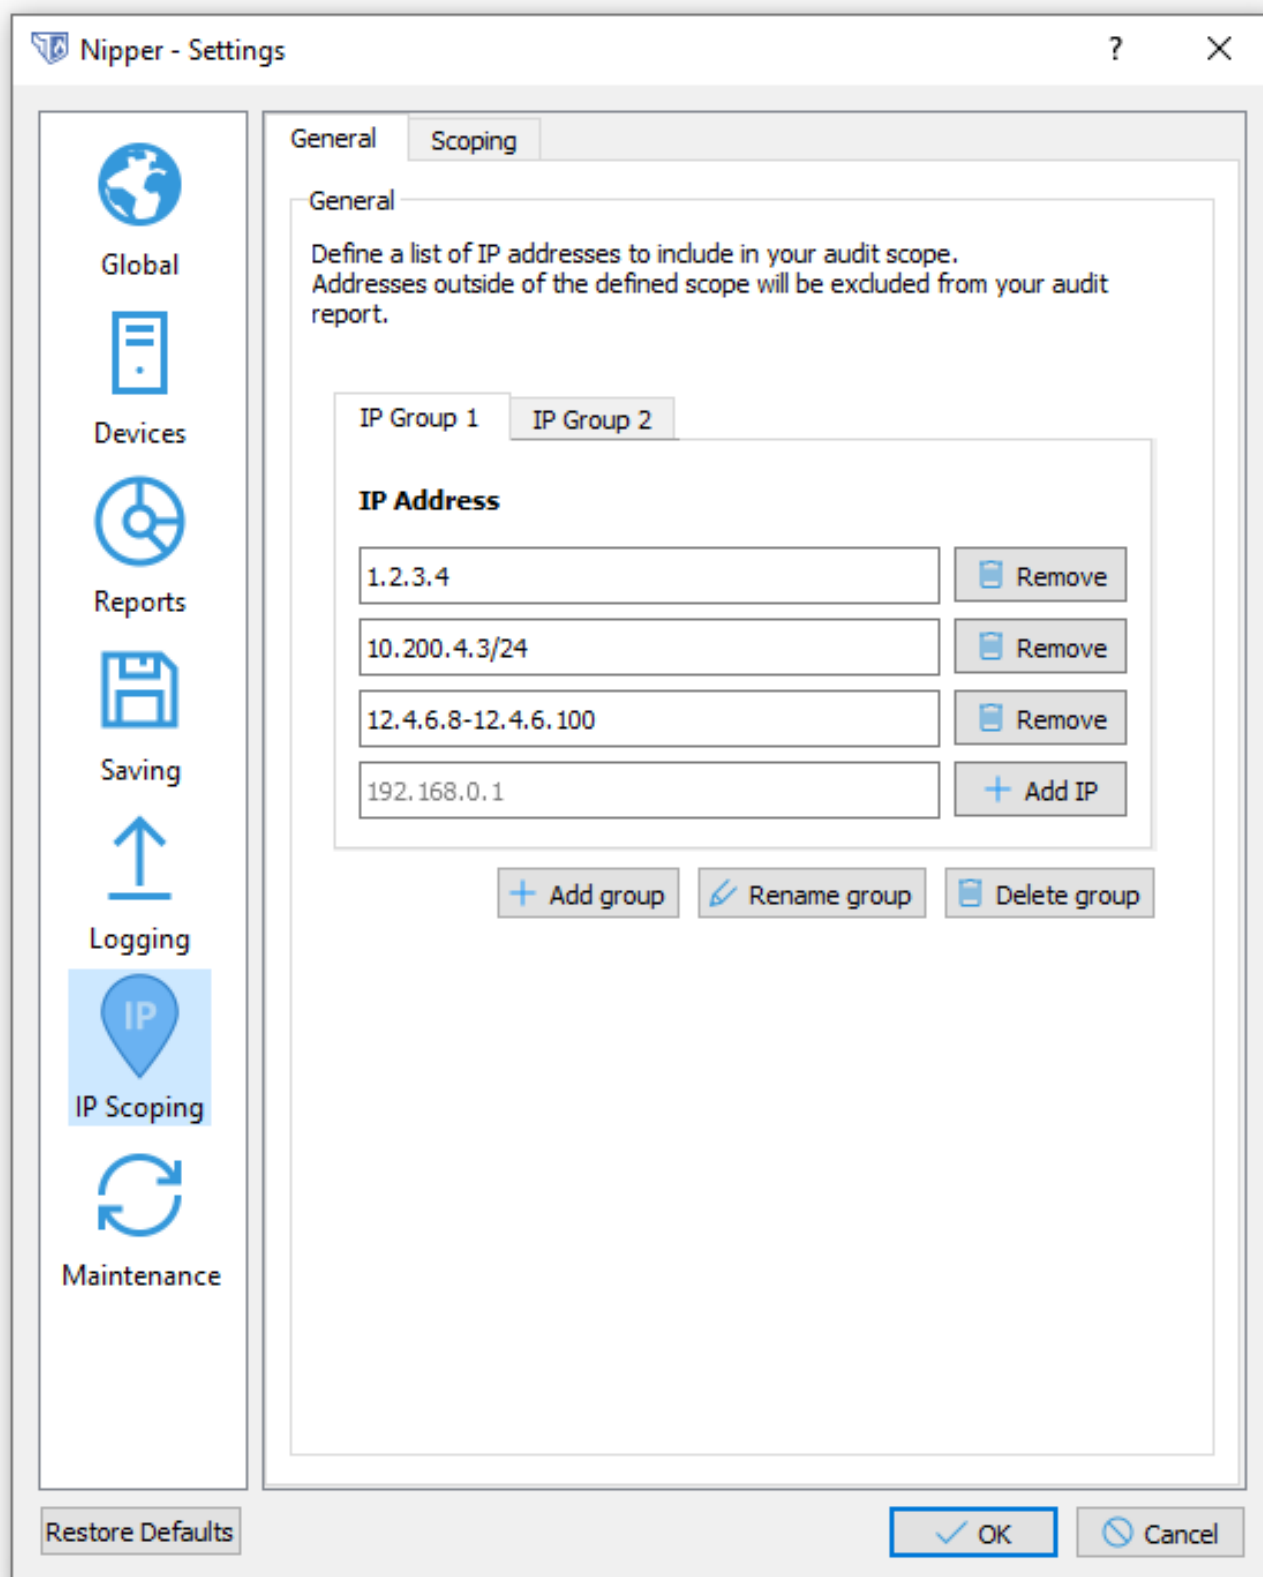 Nipper - Settings
?
Global
Devices
Reports
Saving
Logging
IP
IP Scoping
Maintenance
General
Scoping
General
Define a list of IP addresses to include in your audit scope.
Addresses outside of the defined scope will be excluded from your audit
report.
IP Group 1
IP Group 2
IP Address
1.2.3.4
Remove
10.200.4.3/24
Remove
12.4.6.8-12.4.6.100
Remove
192.168.0.1
Add IP
Add group
Rename group
Delete group
Restore Defaults
OK
Cancel